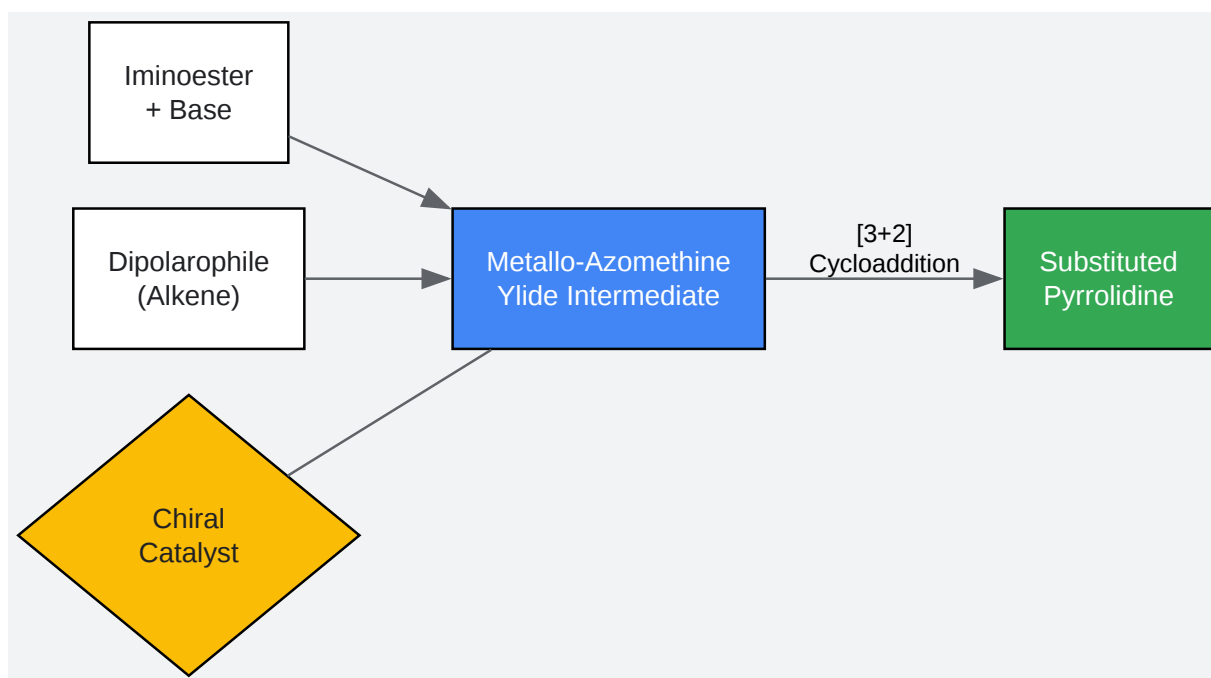 Iminoester
+ Base
Dipolarophile
(Alkene)
Metallo-Azomethine
Ylide Intermediate
[3+2]
Cycloaddition
Substituted
Pyrrolidine
Chiral
Catalyst